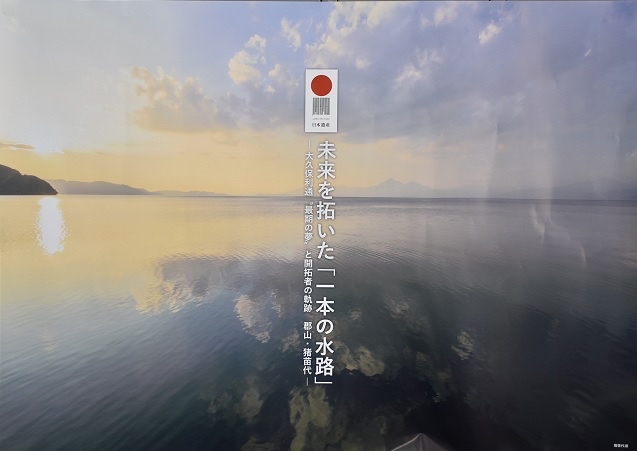 日本遺産
未来を拓いた「一本の水路」
―大久保利通“最期の夢”と開拓者の軌跡 郡山・猪苗代―
猪苗代湖